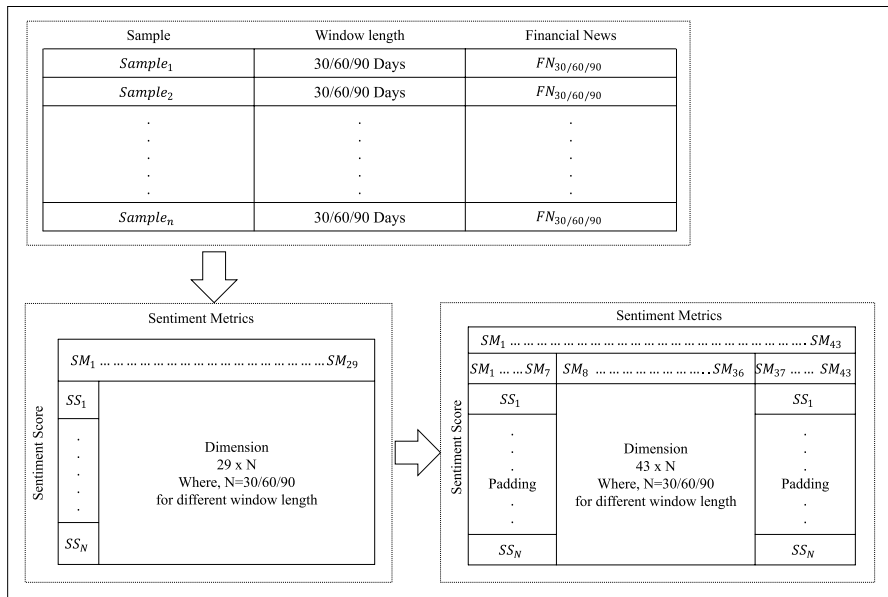 Sample Window length Financial News
Sample₁ 30/60/90 Days FN₃₀/₆₀/₉₀
Sample₂ 30/60/90 Days FN₃₀/₆₀/₉₀
. . .
. . .
. . .
. . .
. . .
Sampleₙ 30/60/90 Days FN₃₀/₆₀/₉₀
Sentiment Metrics
Sentiment Score
SM₁ … … … … … … … … … … … … … … … … SM₂₉
SS₁
.
.
.
.
.
SS_N
Dimension
29 x N
Where, N=30/60/90
for different window length
Sentiment Metrics
Sentiment Score
SM₁ … … … … … … … … … … … … … … … … … … … … … … … … . SM₄₃
SM₁ … … SM₇ SM₈ … … … … … … … .. SM₃₆ SM₃₇ … … SM₄₃
SS₁
.
.
.
Padding
.
.
SS_N
Dimension
43 x N
Where, N=30/60/90
for different window length
SS₁
.
.
.
Padding
.
.
SS_N